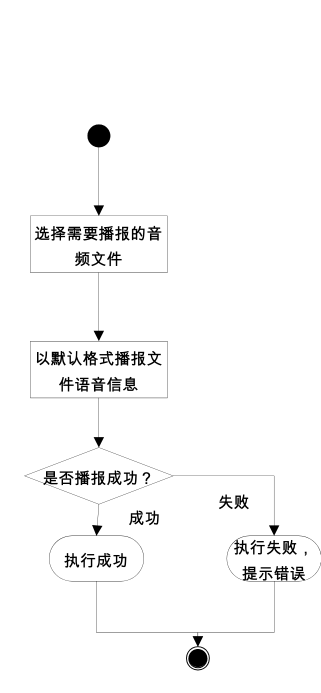 选择需要播报的音
频文件
以默认格式播报文
件语音信息
是否播报成功？
失败
成功
执行成功
执行失败，
提示错误